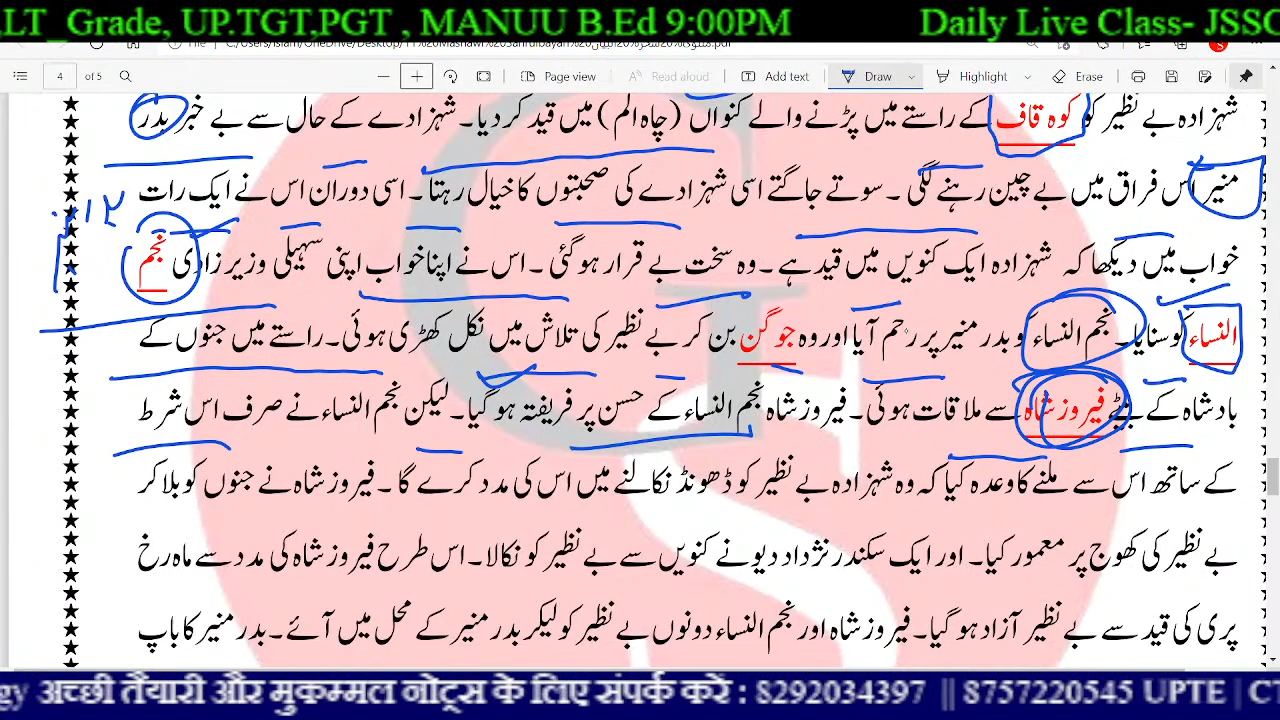 ,LT_Grade, UP.TGT,PGT , MANUU B.Ed 9:00PM Daily Live Class- JSSC
4 of 5 Page view Read aloud Add text Draw Highlight Erase
شہزادہ بے نظیر کو کوہ قاف کے راستے میں پڑنے والے کنواں (چاہ الم) میں قید کر دیا۔ شہزادے کے حال سے بے خبر بدر
منیر اس فراق میں بے چین رہنے لگی ۔ سوتے جاگتے اسی شہزادے کی صحبتوں کا خیال رہتا۔ اسی دوران اس نے ایک رات
خواب میں دیکھا کہ شہزادہ ایک کنویں میں قید ہے ۔ وہ سخت بے قرار ہو گئی ۔ اس نے اپنا خواب اپنی سہیلی وزیر زادی نجم
النساء کو سنایا۔ نجم النساء کو بدر منیر پر رحم آیا اور وہ جوگن بن کر بے نظیر کی تلاش میں نکل کھڑی ہوئی۔ راستے میں جنوں کے
بادشاہ کے بیٹے فیروز شاہ سے ملاقات ہوئی ۔ فیروز شاہ نجم النساء کے حسن پر فریفتہ ہو گیا۔ لیکن نجم النساء نے صرف اس شرط
کے ساتھ اس سے ملنے کا وعدہ کیا کہ وہ شہزادہ بے نظیر کو ڈھونڈ نکالنے میں اس کی مدد کرے گا ۔ فیروز شاہ نے جنوں کو بلا کر
بے نظیر کی کھوج پر معمور کیا۔ اور ایک سکندر نژداد دیو نے کنویں سے بے نظیر کو نکالا۔ اس طرح فیروز شاہ کی مدد سے ماہ رخ
پری کی قید سے بے نظیر آزاد ہو گیا۔ فیروز شاہ اور نجم النساء دونوں بے نظیر کو لیکر بدر منیر کے محل میں آئے۔ بدر منیر کا باپ
gy अच्छी तैयारी और मुकम्मल नोट्स के लिए संपर्क करें : 8292034397 || 8757220545 UPTE | CT